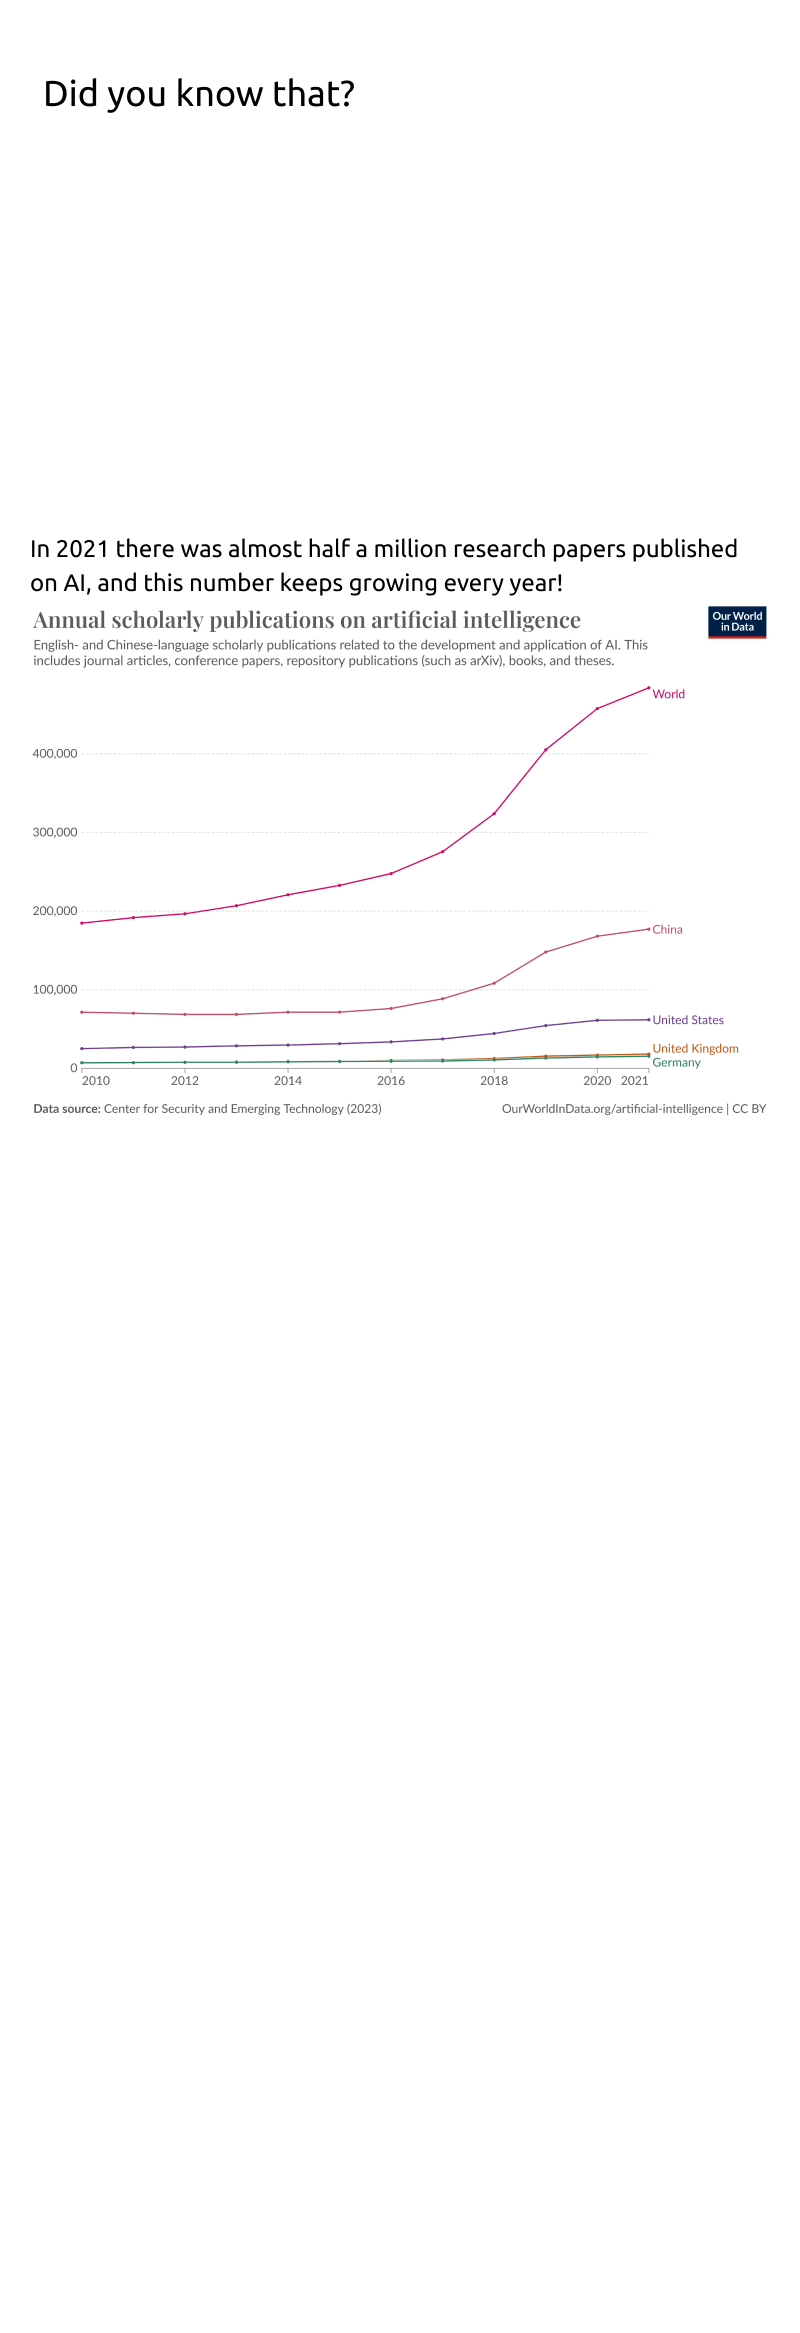 Did you know that?
In 2021 there was almost half a million research papers published
on AI, and this number keeps growing every year!
Annual scholarly publications on artificial intelligence
Our World
in Data
English- and Chinese-language scholarly publications related to the development and application of AI. This
includes journal articles, conference papers, repository publications (such as arXiv), books, and theses.
World
400,000
300,000
200,000
China
100,000
United States
United Kingdom
Germany
0
2010 2012 2014 2016 2018 2020 2021
Data source: Center for Security and Emerging Technology (2023)
OurWorldInData.org/artificial-intelligence | CC BY